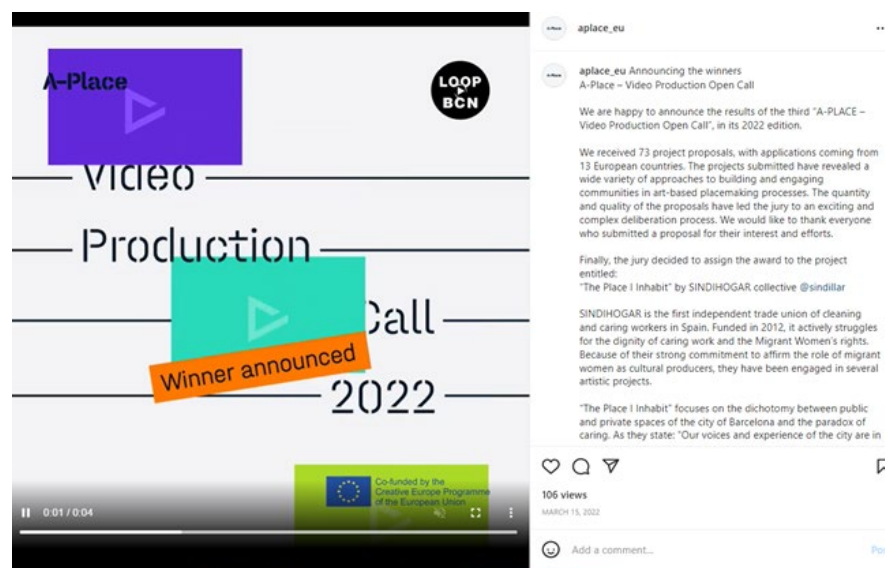 A-Place
LOOP
BCN
Video
Production
Call
2022
Winner announced
Co-funded by the
Creative Europe Programme
of the European Union
0:01 / 0:04
aplace_eu
aplace_eu Announcing the winners
A-Place – Video Production Open Call
We are happy to announce the results of the third "A-PLACE –
Video Production Open Call", in its 2022 edition.
We received 73 project proposals, with applications coming from
13 European countries. The projects submitted have revealed a
wide variety of approaches to building and engaging
communities in art-based placemaking processes. The quantity
and quality of the proposals have led the jury to an exciting and
complex deliberation process. We would like to thank everyone
who submitted a proposal for their interest and efforts.
Finally, the jury decided to assign the award to the project
entitled:
"The Place I Inhabit" by SINDIHOGAR collective @sindillar
SINDIHOGAR is the first independent trade union of cleaning
and caring workers in Spain. Funded in 2012, it actively struggles
for the dignity of caring work and the Migrant Women's rights.
Because of their strong commitment to affirm the role of migrant
women as cultural producers, they have been engaged in several
artistic projects.
"The Place I Inhabit" focuses on the dichotomy between public
and private spaces of the city of Barcelona and the paradox of
caring. As they state: "Our voices and experience of the city are in
106 views
MARCH 15, 2022
Add a comment...